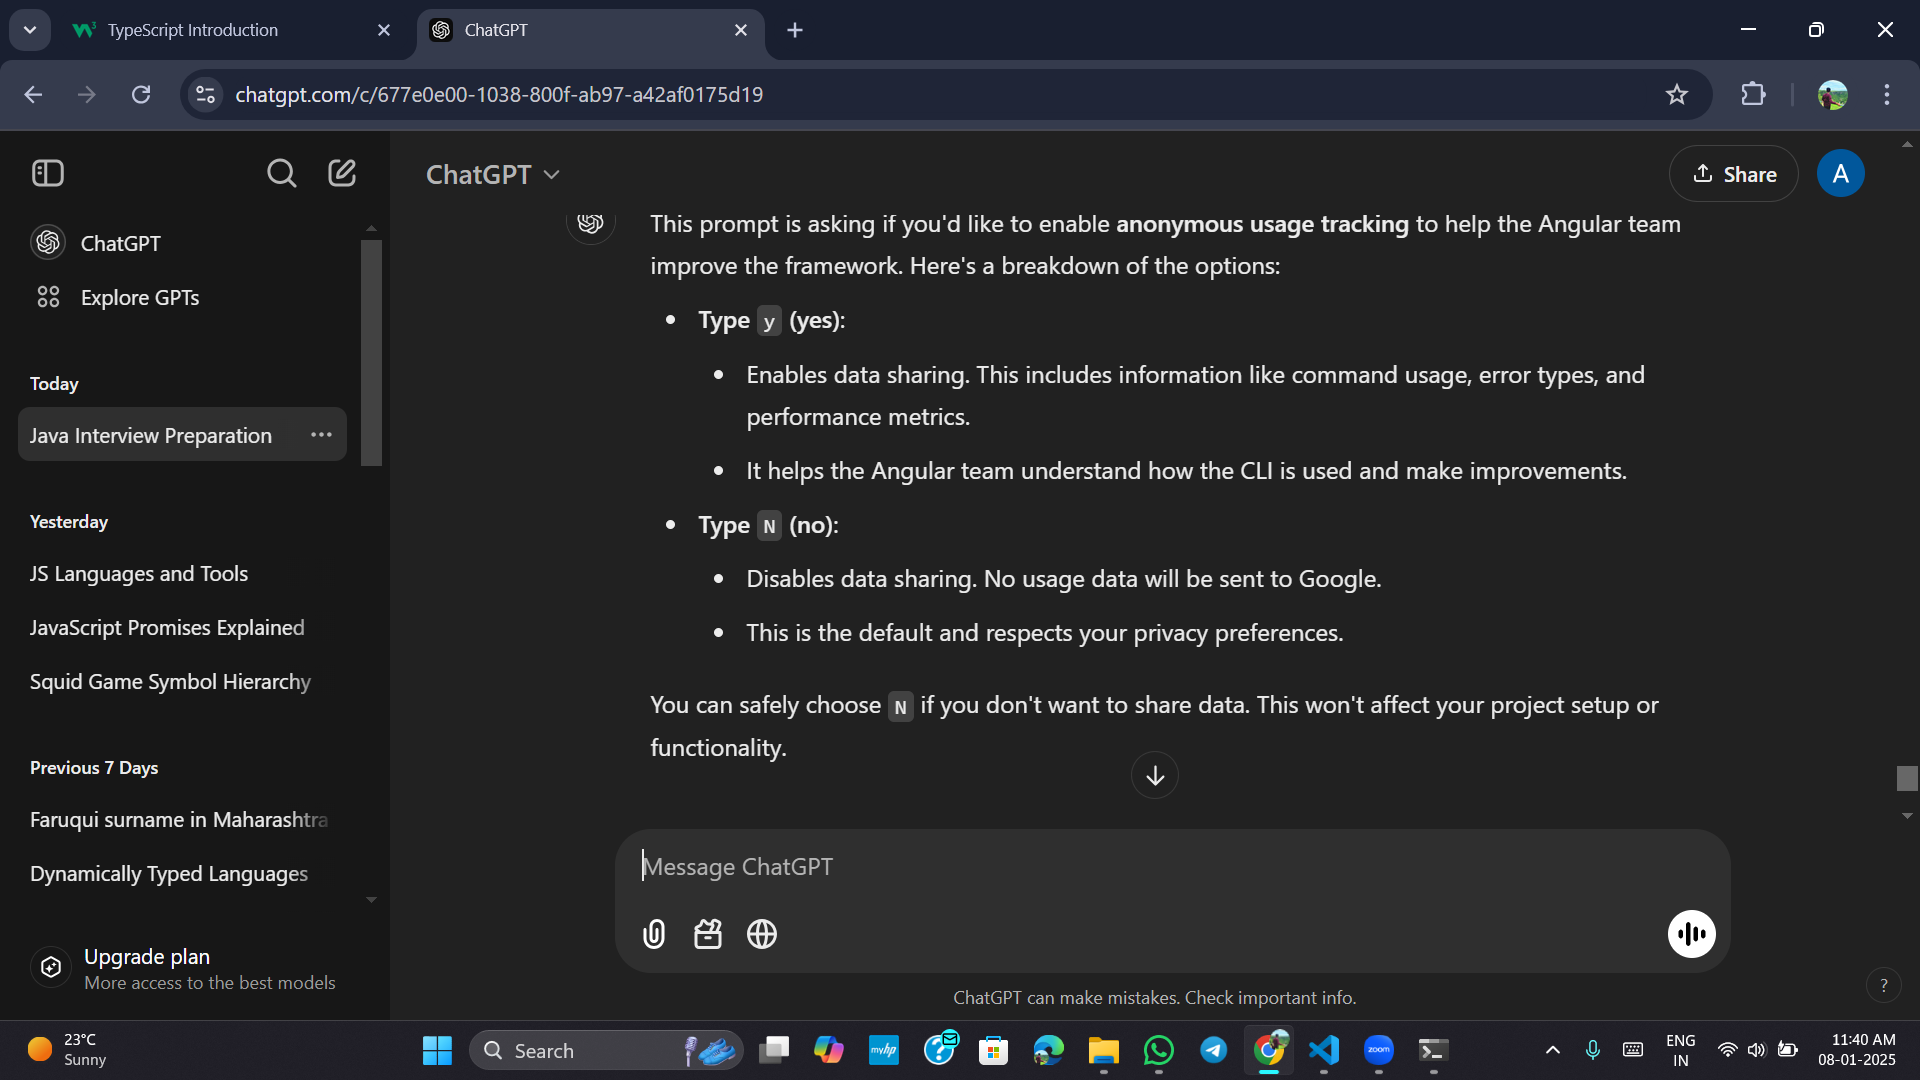 TypeScript Introduction
ChatGPT
chatgpt.com/c/677e0e00-1038-800f-ab97-a42af0175d19
ChatGPT
Share
A
ChatGPT
Explore GPTs
Today
Java Interview Preparation
Yesterday
JS Languages and Tools
JavaScript Promises Explained
Squid Game Symbol Hierarchy
Previous 7 Days
Faruqui surname in Maharashtra
Dynamically Typed Languages
Upgrade plan
More access to the best models
This prompt is asking if you'd like to enable anonymous usage tracking to help the Angular team
improve the framework. Here's a breakdown of the options:
• Type y (yes):
• Enables data sharing. This includes information like command usage, error types, and
performance metrics.
• It helps the Angular team understand how the CLI is used and make improvements.
• Type N (no):
• Disables data sharing. No usage data will be sent to Google.
• This is the default and respects your privacy preferences.
You can safely choose N if you don't want to share data. This won't affect your project setup or
functionality.
Message ChatGPT
ChatGPT can make mistakes. Check important info.
?
23°C
Sunny
Search
myhp
zoom
ENG
IN
11:40 AM
08-01-2025